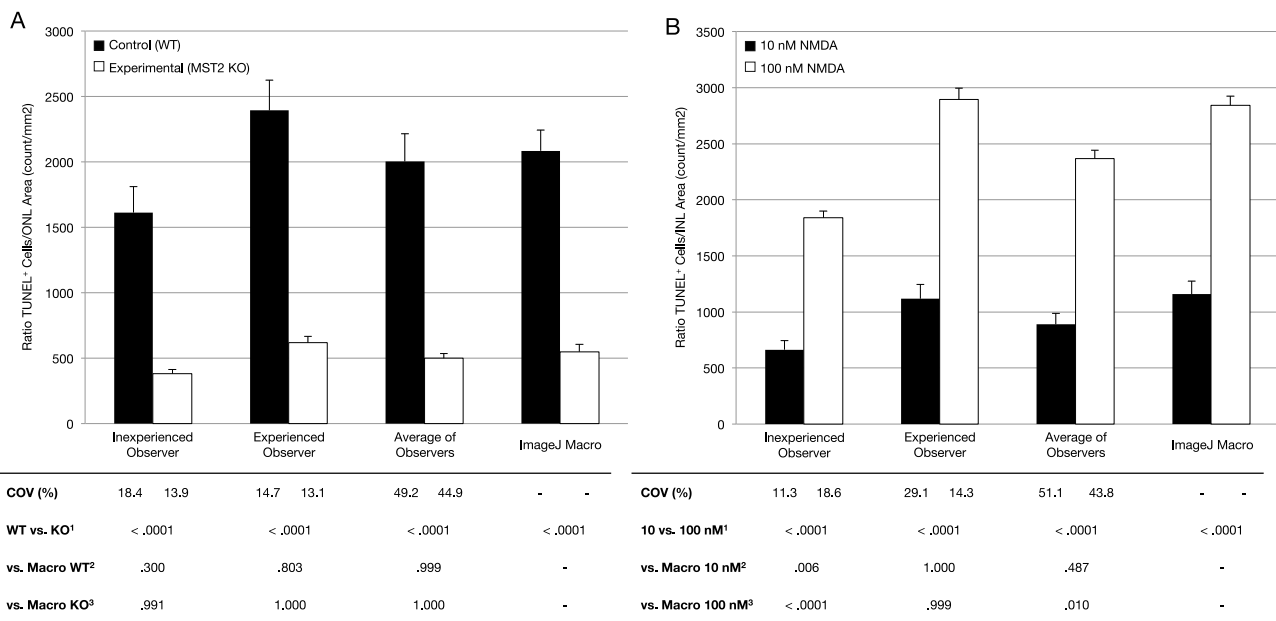 A
Control (WT)
Experimental (MST2 KO)
Ratio TUNEL⁺ Cells/ONL Area (count/mm2)
3000
2500
2000
1500
1000
500
0
Inexperienced Observer
Experienced Observer
Average of Observers
ImageJ Macro
COV (%) 18.4 13.9 14.7 13.1 49.2 44.9 - -
WT vs. KO¹ < .0001 < .0001 < .0001 < .0001
vs. Macro WT² .300 .803 .999 -
vs. Macro KO³ .991 1.000 1.000 -
B
10 nM NMDA
100 nM NMDA
Ratio TUNEL⁺ Cells/INL Area (count/mm2)
3500
3000
2500
2000
1500
1000
500
0
Inexperienced Observer
Experienced Observer
Average of Observers
ImageJ Macro
COV (%) 11.3 18.6 29.1 14.3 51.1 43.8 - -
10 vs. 100 nM¹ < .0001 < .0001 < .0001 < .0001
vs. Macro 10 nM² .006 1.000 .487 -
vs. Macro 100 nM³ < .0001 .999 .010 -